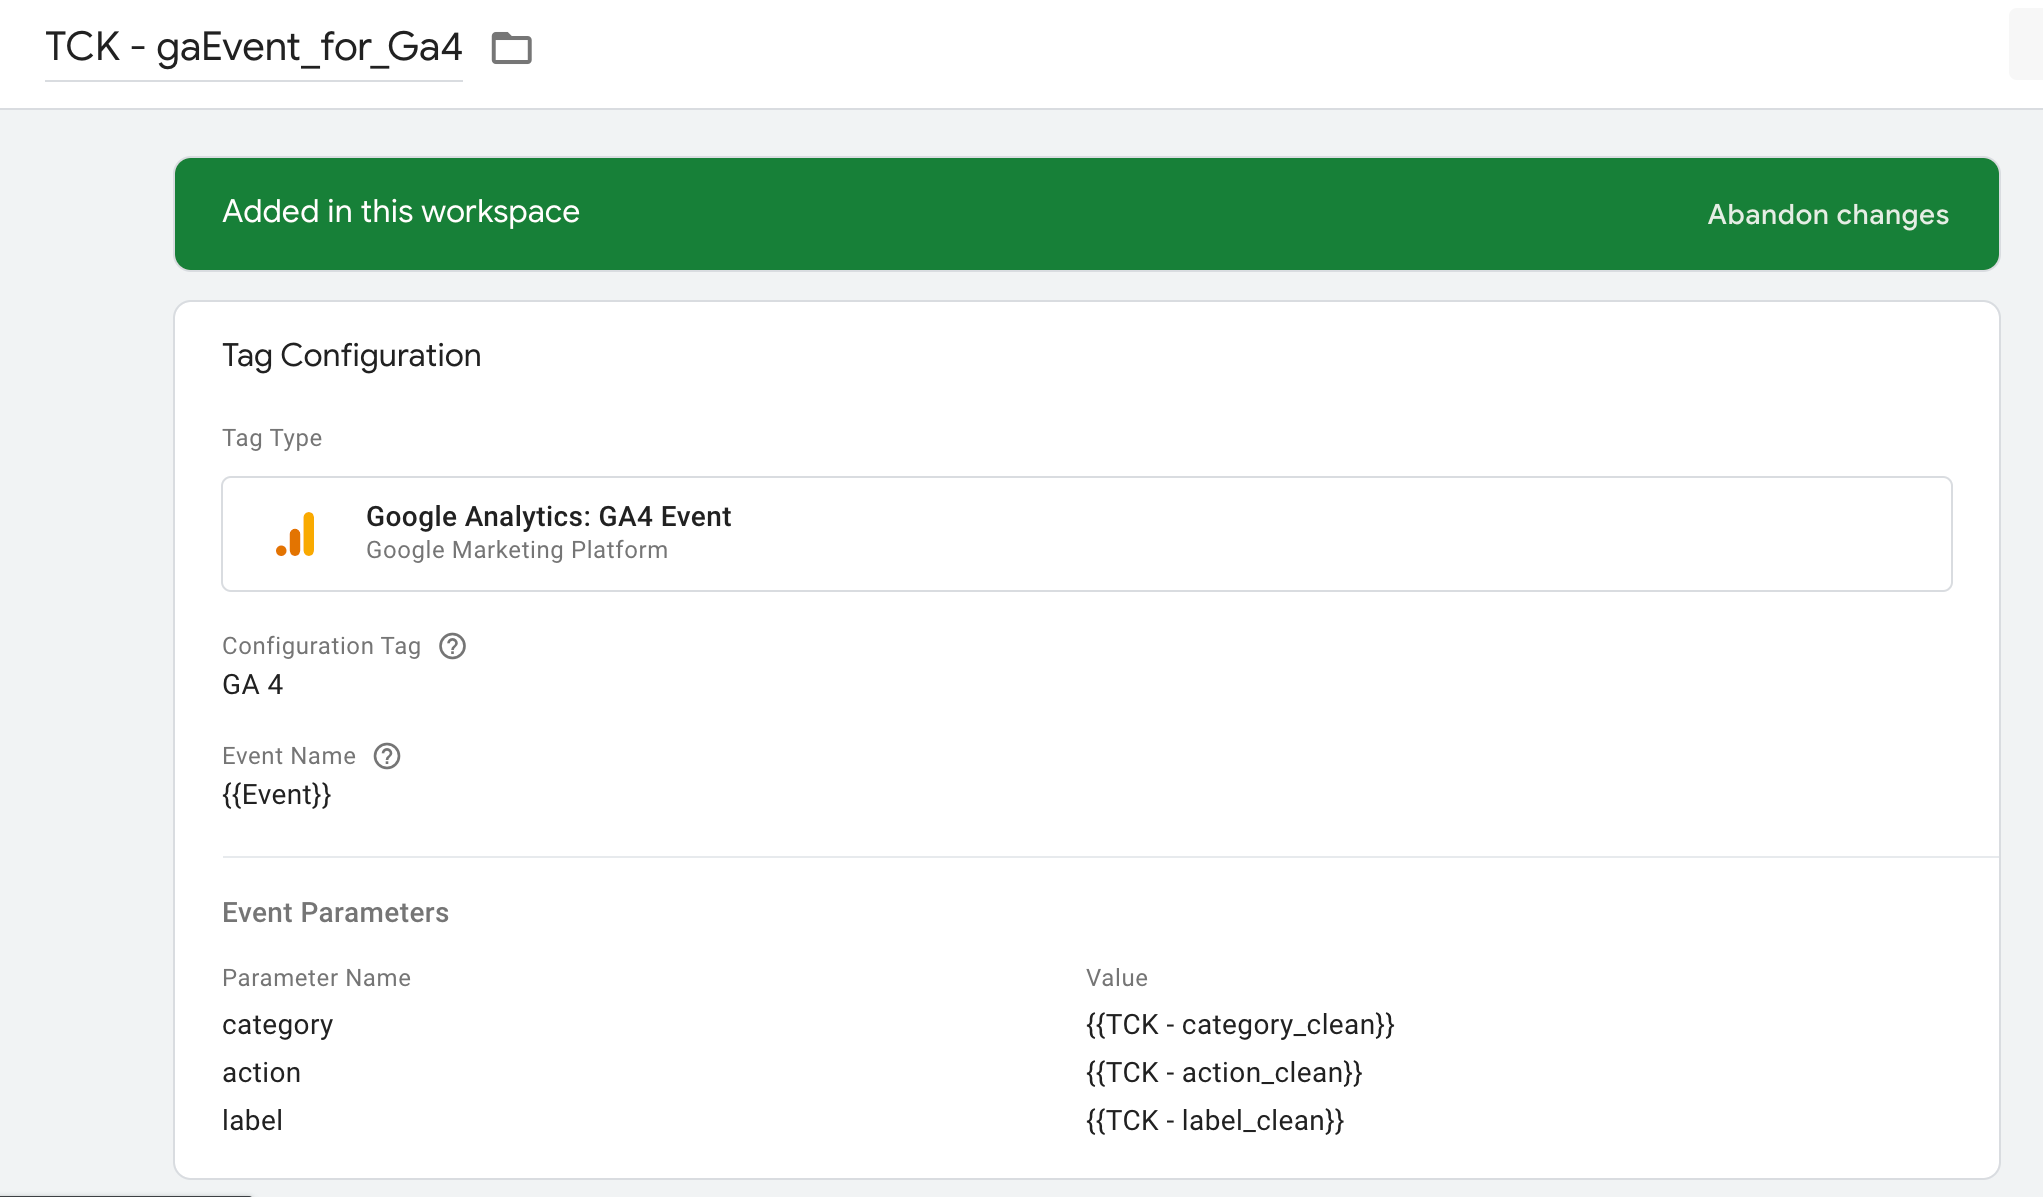 TCK - gaEvent_for_Ga4
Added in this workspace
Abandon changes
Tag Configuration
Tag Type
Google Analytics: GA4 Event
Google Marketing Platform
Configuration Tag
GA 4
Event Name
{{Event}}
Event Parameters
Parameter Name Value
category {{TCK - category_clean}}
action {{TCK - action_clean}}
label {{TCK - label_clean}}